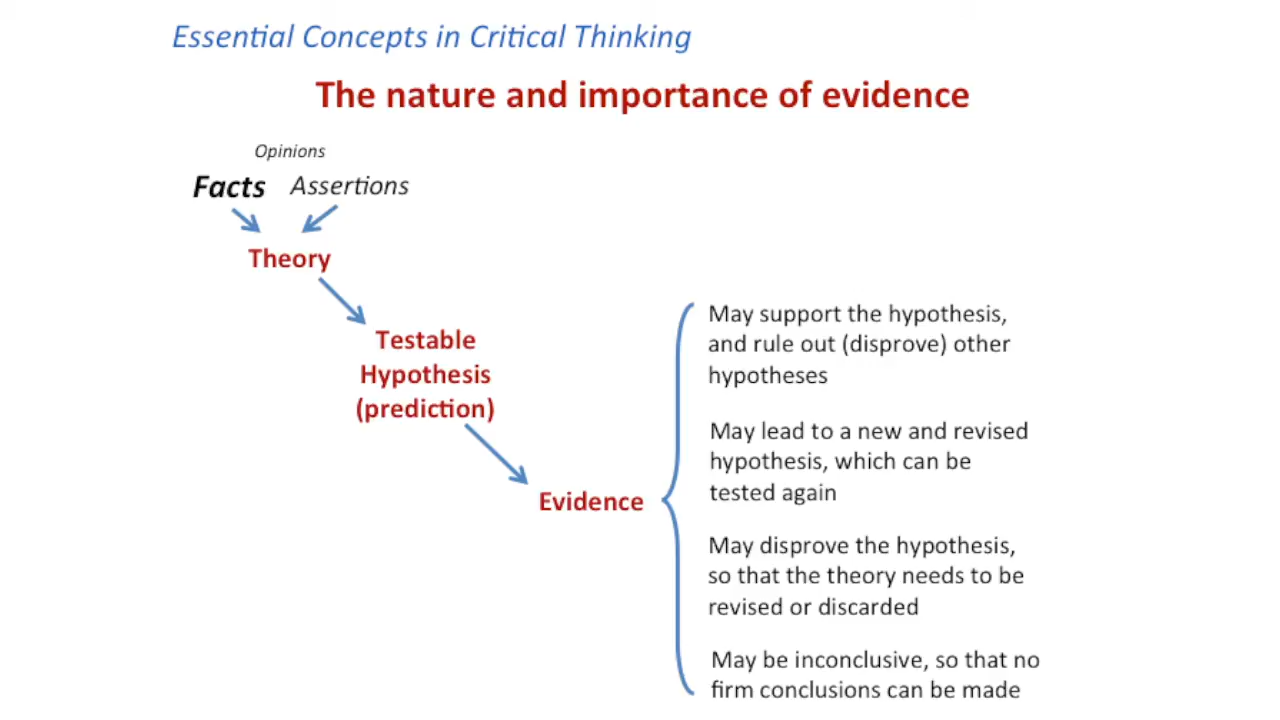 Essential Concepts in Critical Thinking
The nature and importance of evidence
Opinions
Facts Assertions
Theory
Testable
Hypothesis
(prediction)
Evidence
May support the hypothesis,
and rule out (disprove) other
hypotheses
May lead to a new and revised
hypothesis, which can be
tested again
May disprove the hypothesis,
so that the theory needs to be
revised or discarded
May be inconclusive, so that no
firm conclusions can be made